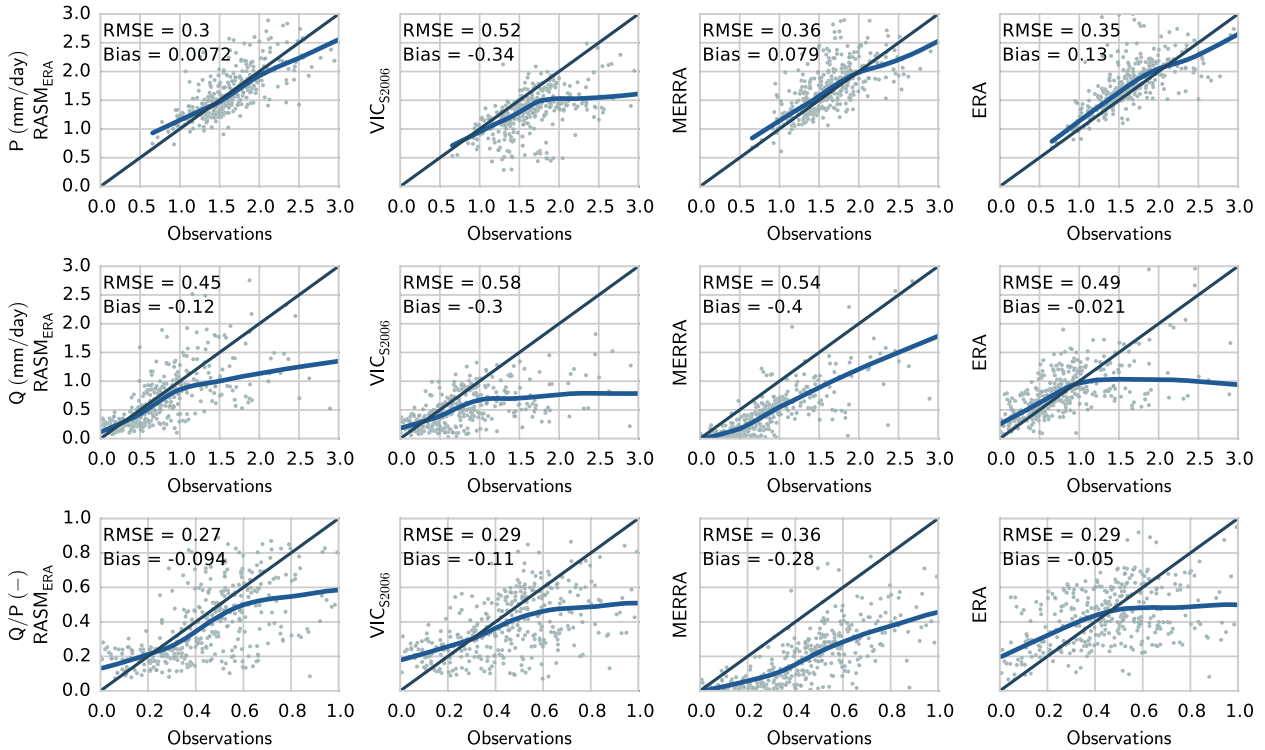 P (mm/day)
RASM_ERA
3.0
2.5
2.0
1.5
1.0
0.5
0.0
RMSE = 0.3
Bias = 0.0072
0.0 0.5 1.0 1.5 2.0 2.5 3.0
Observations
VIC_S2006
RMSE = 0.52
Bias = -0.34
0.0 0.5 1.0 1.5 2.0 2.5 3.0
Observations
MERRA
RMSE = 0.36
Bias = 0.079
0.0 0.5 1.0 1.5 2.0 2.5 3.0
Observations
ERA
RMSE = 0.35
Bias = 0.13
0.0 0.5 1.0 1.5 2.0 2.5 3.0
Observations
Q (mm/day)
RASM_ERA
3.0
2.5
2.0
1.5
1.0
0.5
0.0
RMSE = 0.45
Bias = -0.12
0.0 0.5 1.0 1.5 2.0 2.5 3.0
Observations
VIC_S2006
RMSE = 0.58
Bias = -0.3
0.0 0.5 1.0 1.5 2.0 2.5 3.0
Observations
MERRA
RMSE = 0.54
Bias = -0.4
0.0 0.5 1.0 1.5 2.0 2.5 3.0
Observations
ERA
RMSE = 0.49
Bias = -0.021
0.0 0.5 1.0 1.5 2.0 2.5 3.0
Observations
Q/P (−)
RASM_ERA
1.0
0.8
0.6
0.4
0.2
0.0
RMSE = 0.27
Bias = -0.094
0.0 0.2 0.4 0.6 0.8 1.0
Observations
VIC_S2006
RMSE = 0.29
Bias = -0.11
0.0 0.2 0.4 0.6 0.8 1.0
Observations
MERRA
RMSE = 0.36
Bias = -0.28
0.0 0.2 0.4 0.6 0.8 1.0
Observations
ERA
RMSE = 0.29
Bias = -0.05
0.0 0.2 0.4 0.6 0.8 1.0
Observations